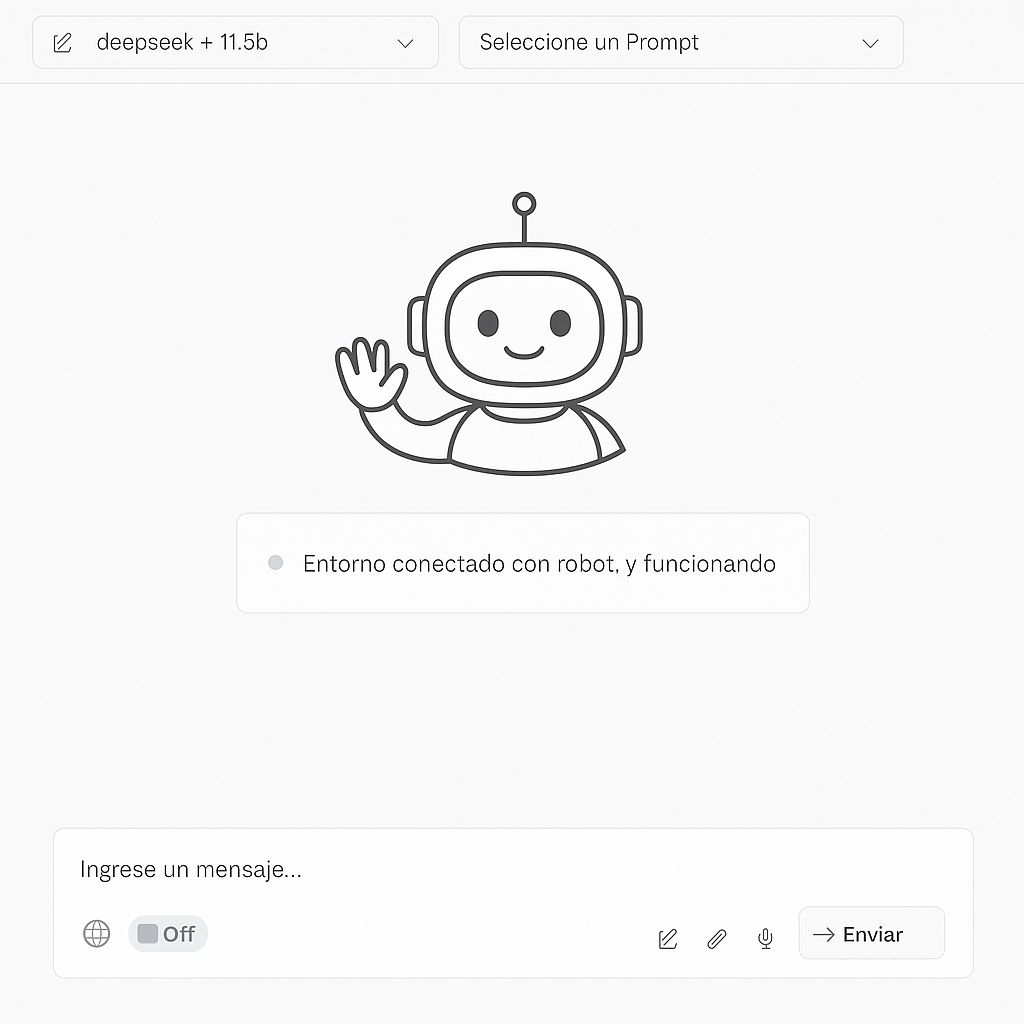 deepseek + 11.5b
Seleccione un Prompt
Entorno conectado con robot, y funcionando
Ingrese un mensaje...
Off
Enviar